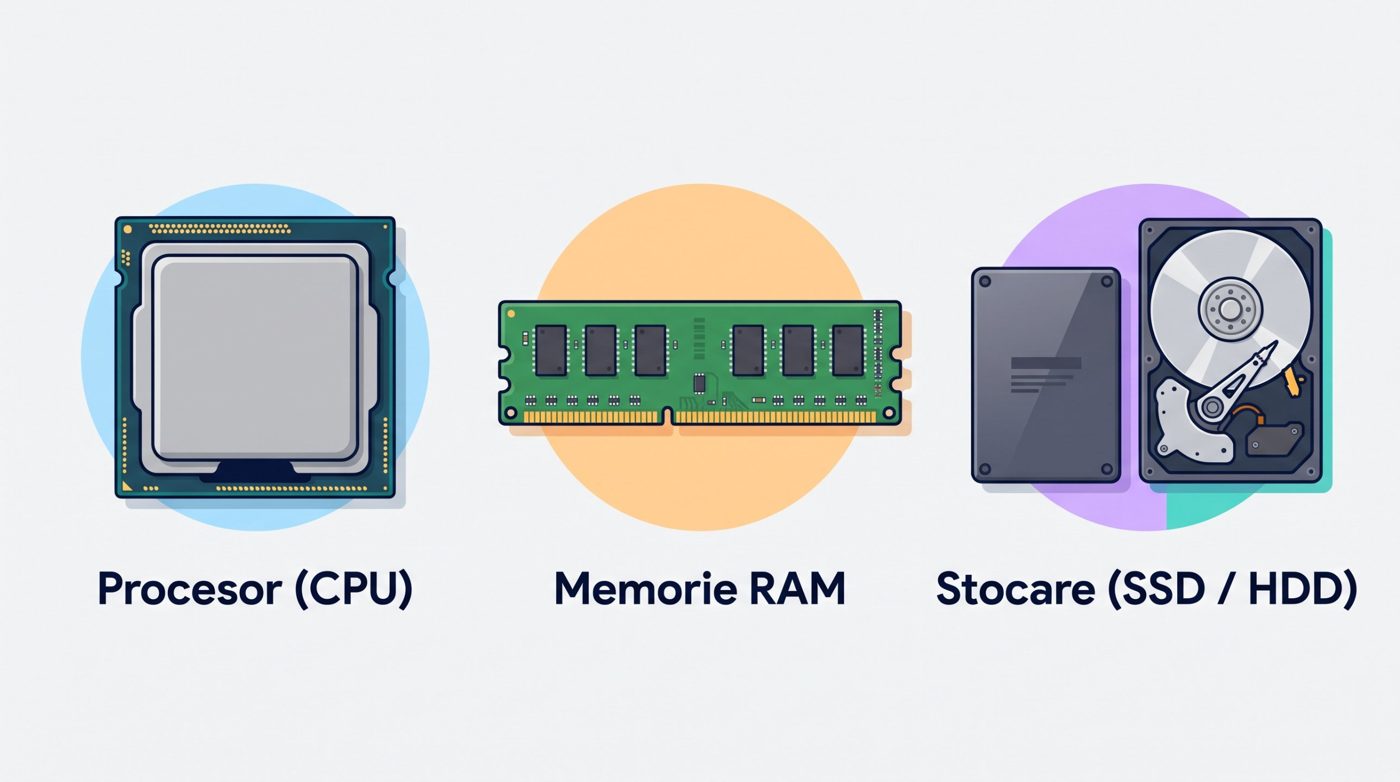 Procesor (CPU)
Memorie RAM
Stocare (SSD / HDD)